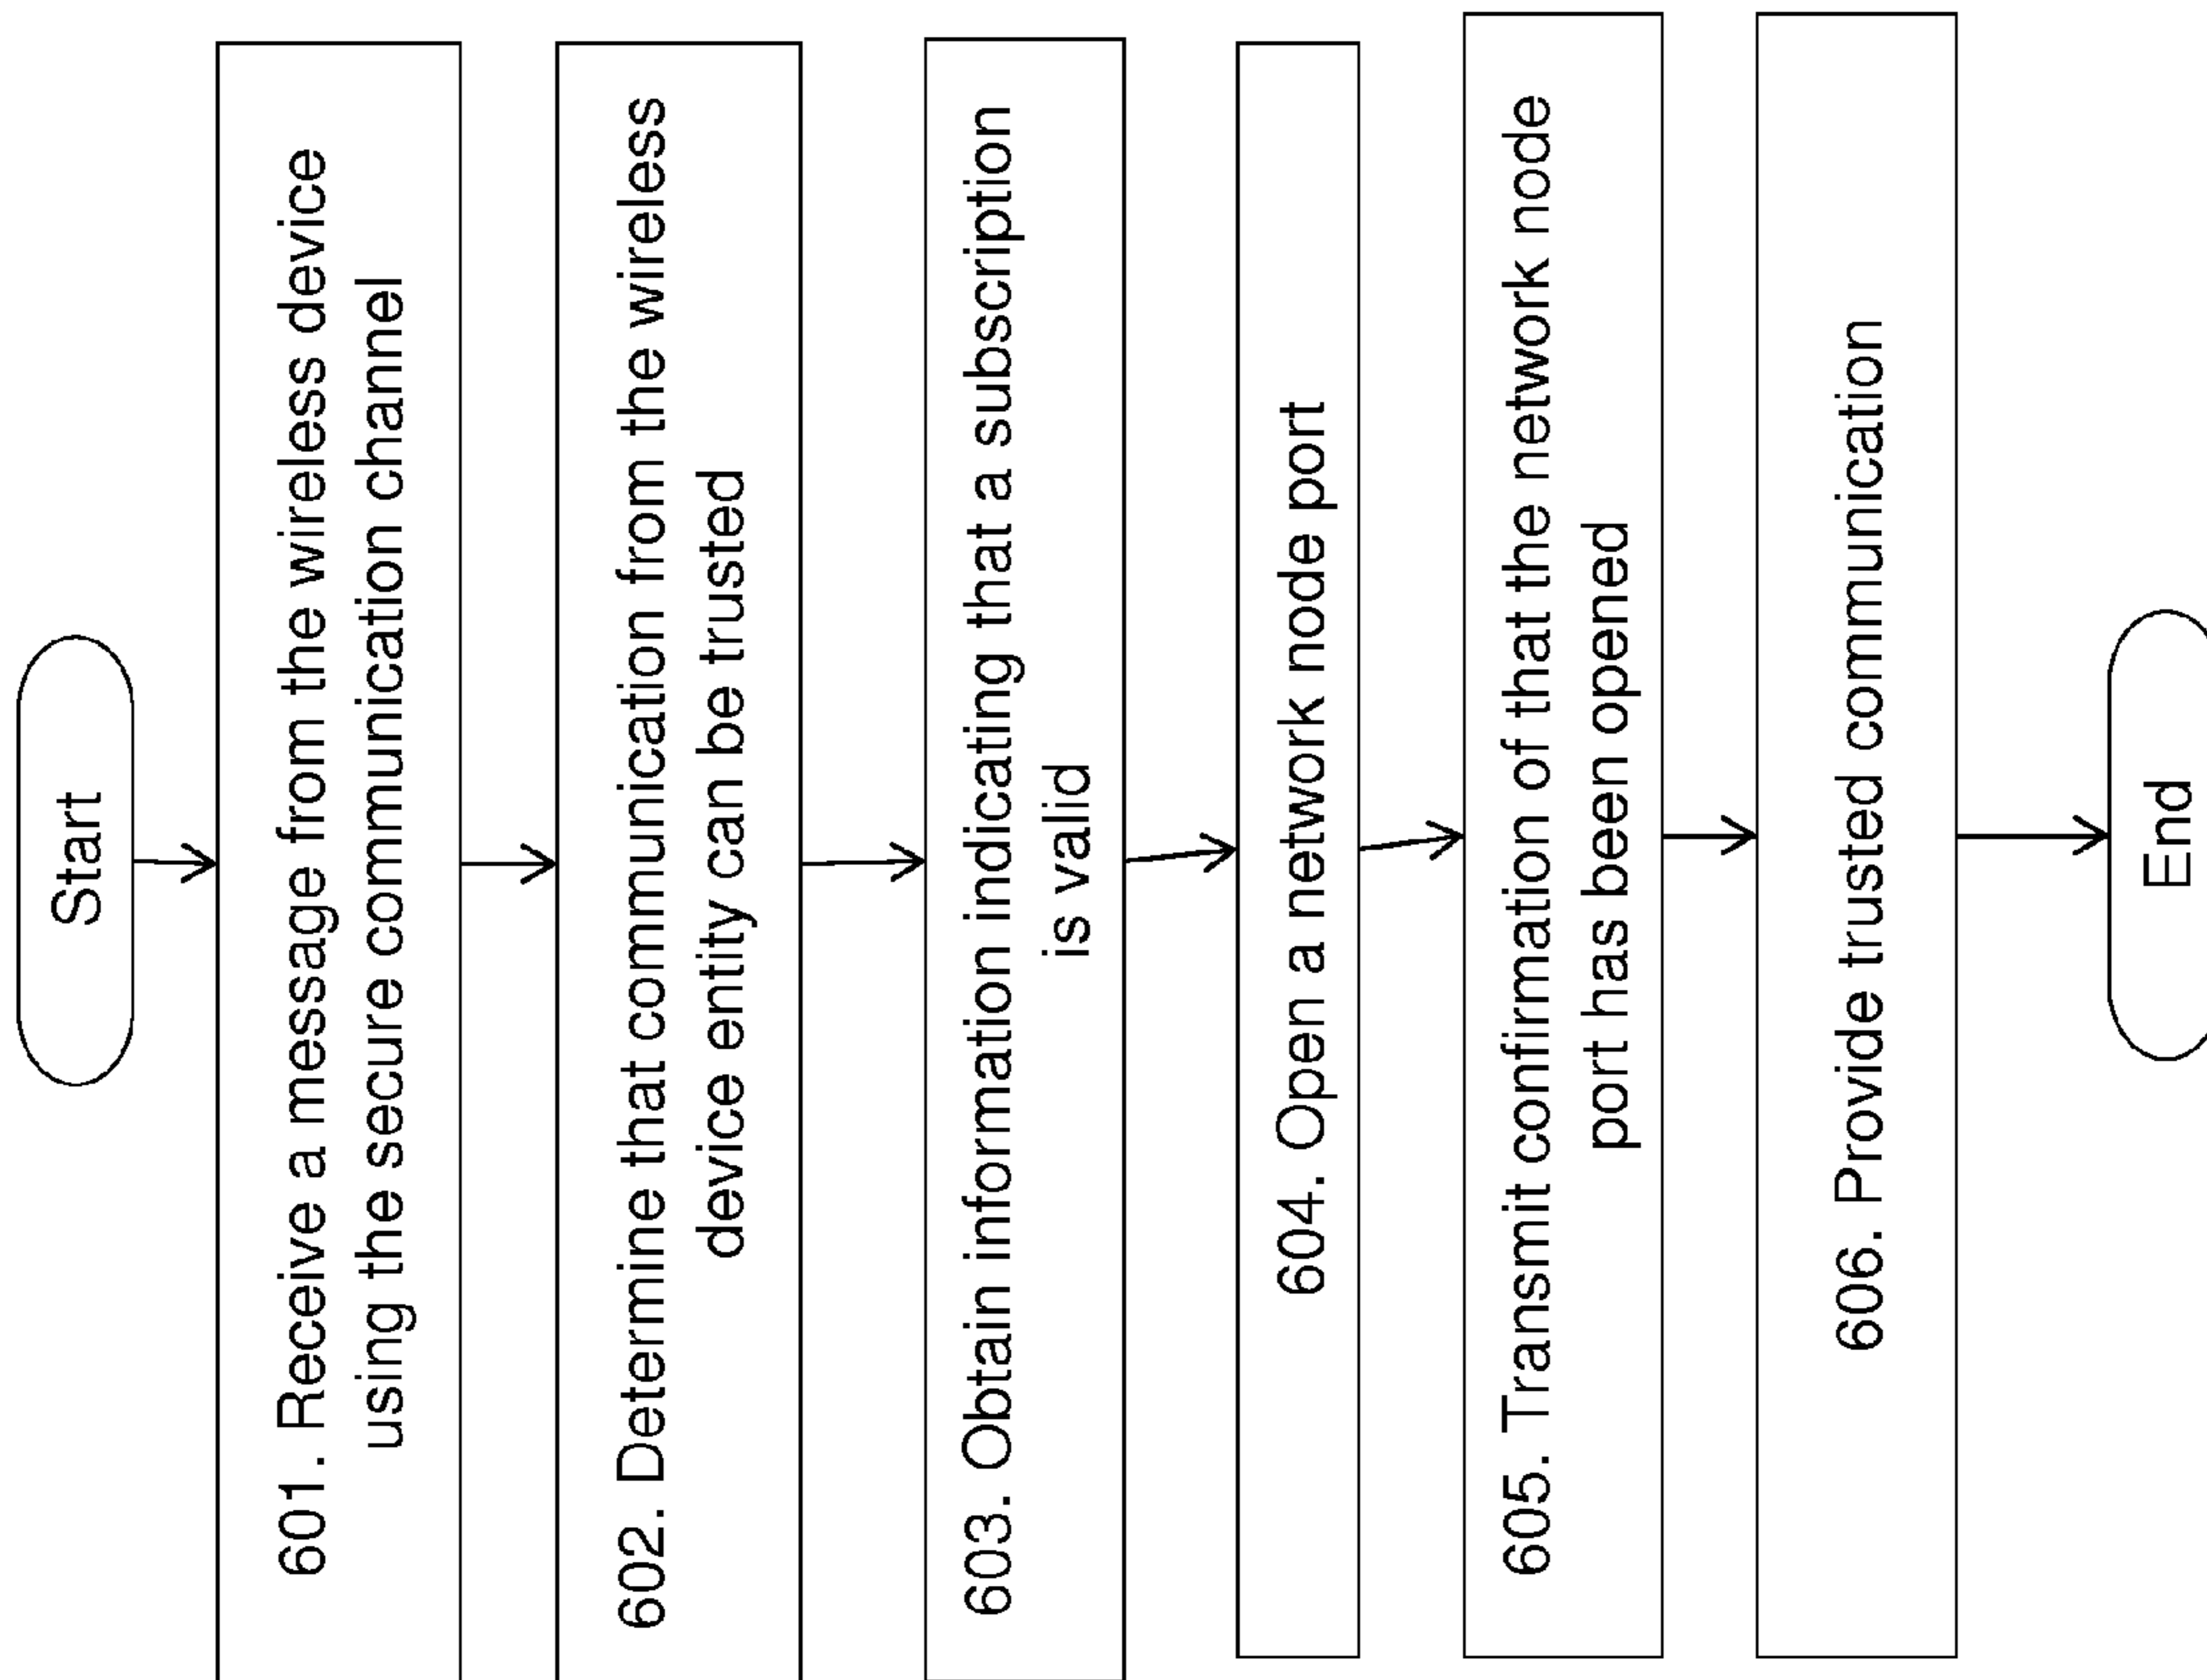 Start
601. Receive a message from the wireless device
using the secure communication channel
602. Determine that communication from the wireless
device entity can be trusted
603. Obtain information indicating that a subscription
is valid
604. Open a network node port
605. Transmit confirmation of that the network node
port has been opened
606. Provide trusted communication
End